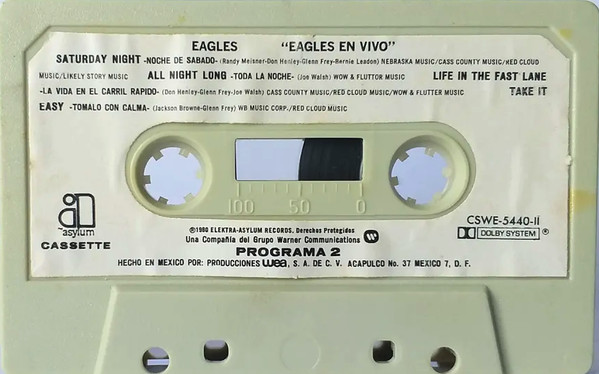 EAGLES "EAGLES EN VIVO"
SATURDAY NIGHT -NOCHE DE SABADO- (Randy Meisner-Don Henley-Glenn Frey-Bernie Leadon) NEBRASKA MUSIC/CASS COUNTY MUSIC/RED CLOUD
MUSIC/LIKELY STORY MUSIC ALL NIGHT LONG -TODA LA NOCHE- (Joe Walsh) WOW & FLUTTOR MUSIC LIFE IN THE FAST LANE
-LA VIDA EN EL CARRIL RAPIDO- (Don Henley-Glenn Frey-Joe Walsh) CASS COUNTY MUSIC/RED CLOUD MUSIC/WOW & FLUTTER MUSIC TAKE IT
EASY -TOMALO CON CALMA- (Jackson Browne-Glenn Frey) WB MUSIC CORP./RED CLOUD MUSIC
100 50 0
a
asylum
CASSETTE
CSWE-5440-II
DOLBY SYSTEM ®
℗1980 ELEKTRA-ASYLUM RECORDS, Derechos Protegidos
Una Compañía del Grupo Warner Communications W
PROGRAMA 2
HECHO EN MEXICO POR: PRODUCCIONES wea, S. A. DE C. V. ACAPULCO No. 37 MEXICO 7, D. F.